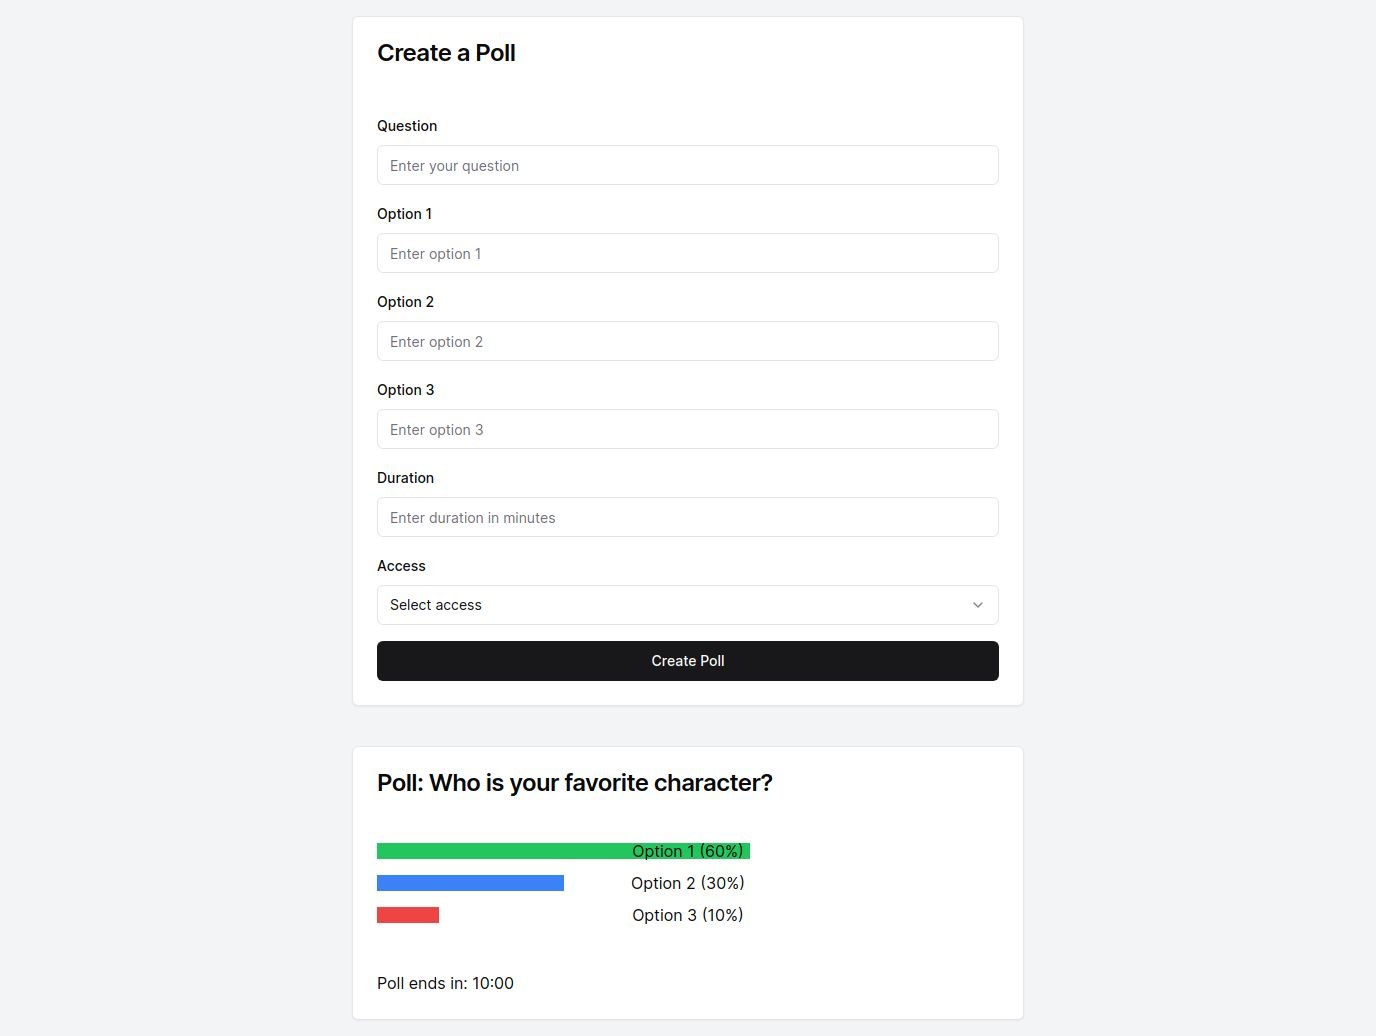 Create a Poll
Question
Enter your question
Option 1
Enter option 1
Option 2
Enter option 2
Option 3
Enter option 3
Duration
Enter duration in minutes
Access
Select access
Create Poll
Poll: Who is your favorite character?
Option 1 (60%)
Option 2 (30%)
Option 3 (10%)
Poll ends in: 10:00